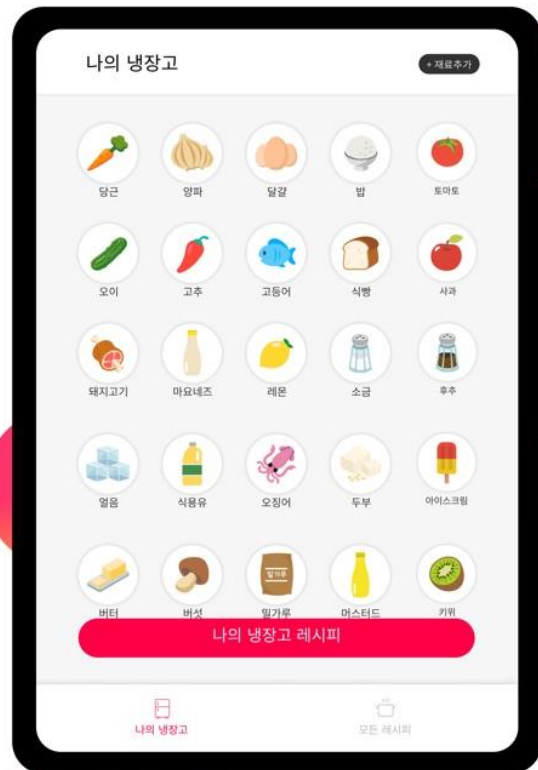 나의 냉장고
+ 재료추가
당근 양파 달걀 밥 토마토
오이 고추 고등어 식빵 사과
돼지고기 마요네즈 레몬 소금 후추
얼음 식용유 오징어 두부 아이스크림
밀가루
버터 버섯 밀가루 머스터드 키위
나의 냉장고 레시피
나의 냉장고 모든 레시피